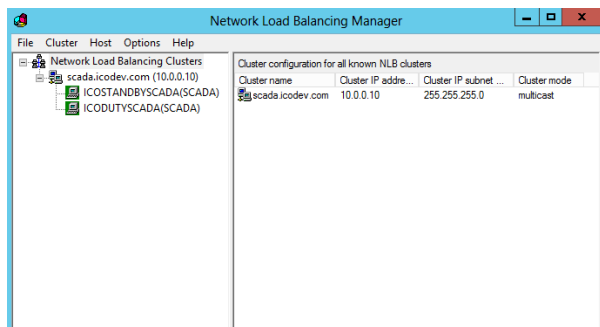 Network Load Balancing Manager
File Cluster Host Options Help
Network Load Balancing Clusters
scada.icodev.com (10.0.0.10)
ICOSTANDBYSCADA(SCADA)
ICODUTYSCADA(SCADA)
Cluster configuration for all known NLB clusters
Cluster name Cluster IP addre... Cluster IP subnet ... Cluster mode
scada.icodev.com 10.0.0.10 255.255.255.0 multicast